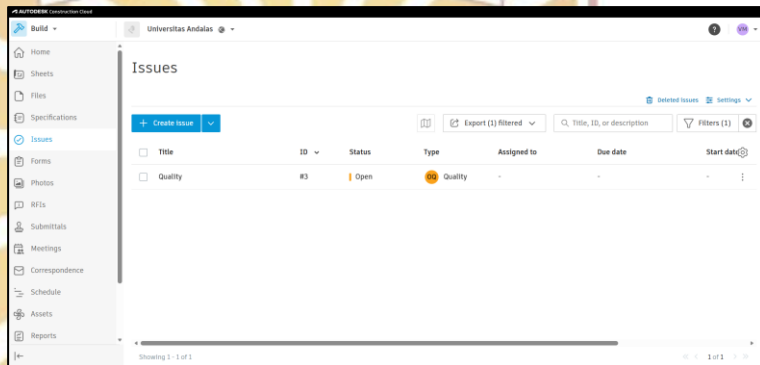 AUTODESK Construction Cloud
Build
Universitas Andalas
?
VM
Home
Sheets
Files
Specifications
Issues
Forms
Photos
RFIs
Submittals
Meetings
Correspondence
Schedule
Assets
Reports
Issues
Deleted issues Settings
+ Create issue
Export (1) filtered
Title, ID, or description
Filters (1)
Title ID Status Type Assigned to Due date Start date
Quality #3 Open OQ Quality - - -
Showing 1 - 1 of 1
1 of 1